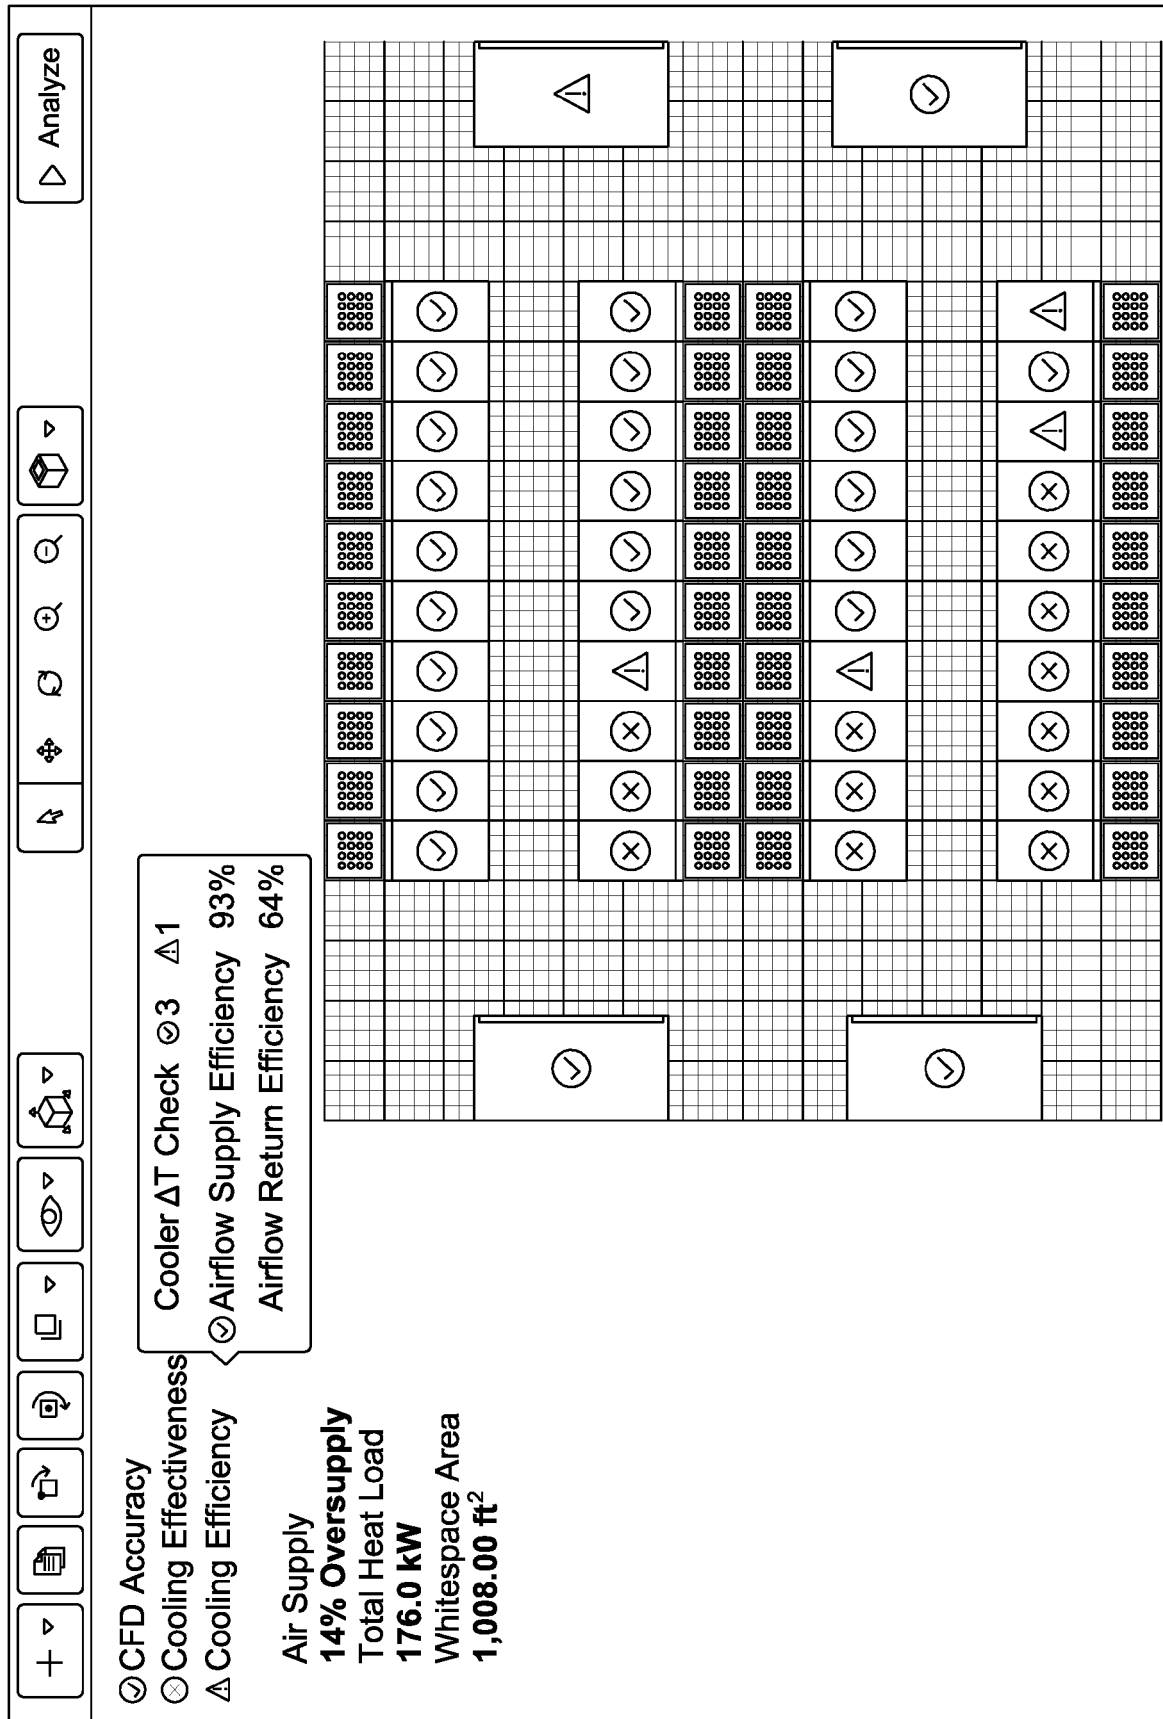 Analyze
CFD Accuracy
Cooling Effectiveness
Cooling Efficiency
Cooler ΔT Check 3 1
Airflow Supply Efficiency 93%
Airflow Return Efficiency 64%
Air Supply
14% Oversupply
Total Heat Load
176.0 kW
Whitespace Area
1,008.00 ft²